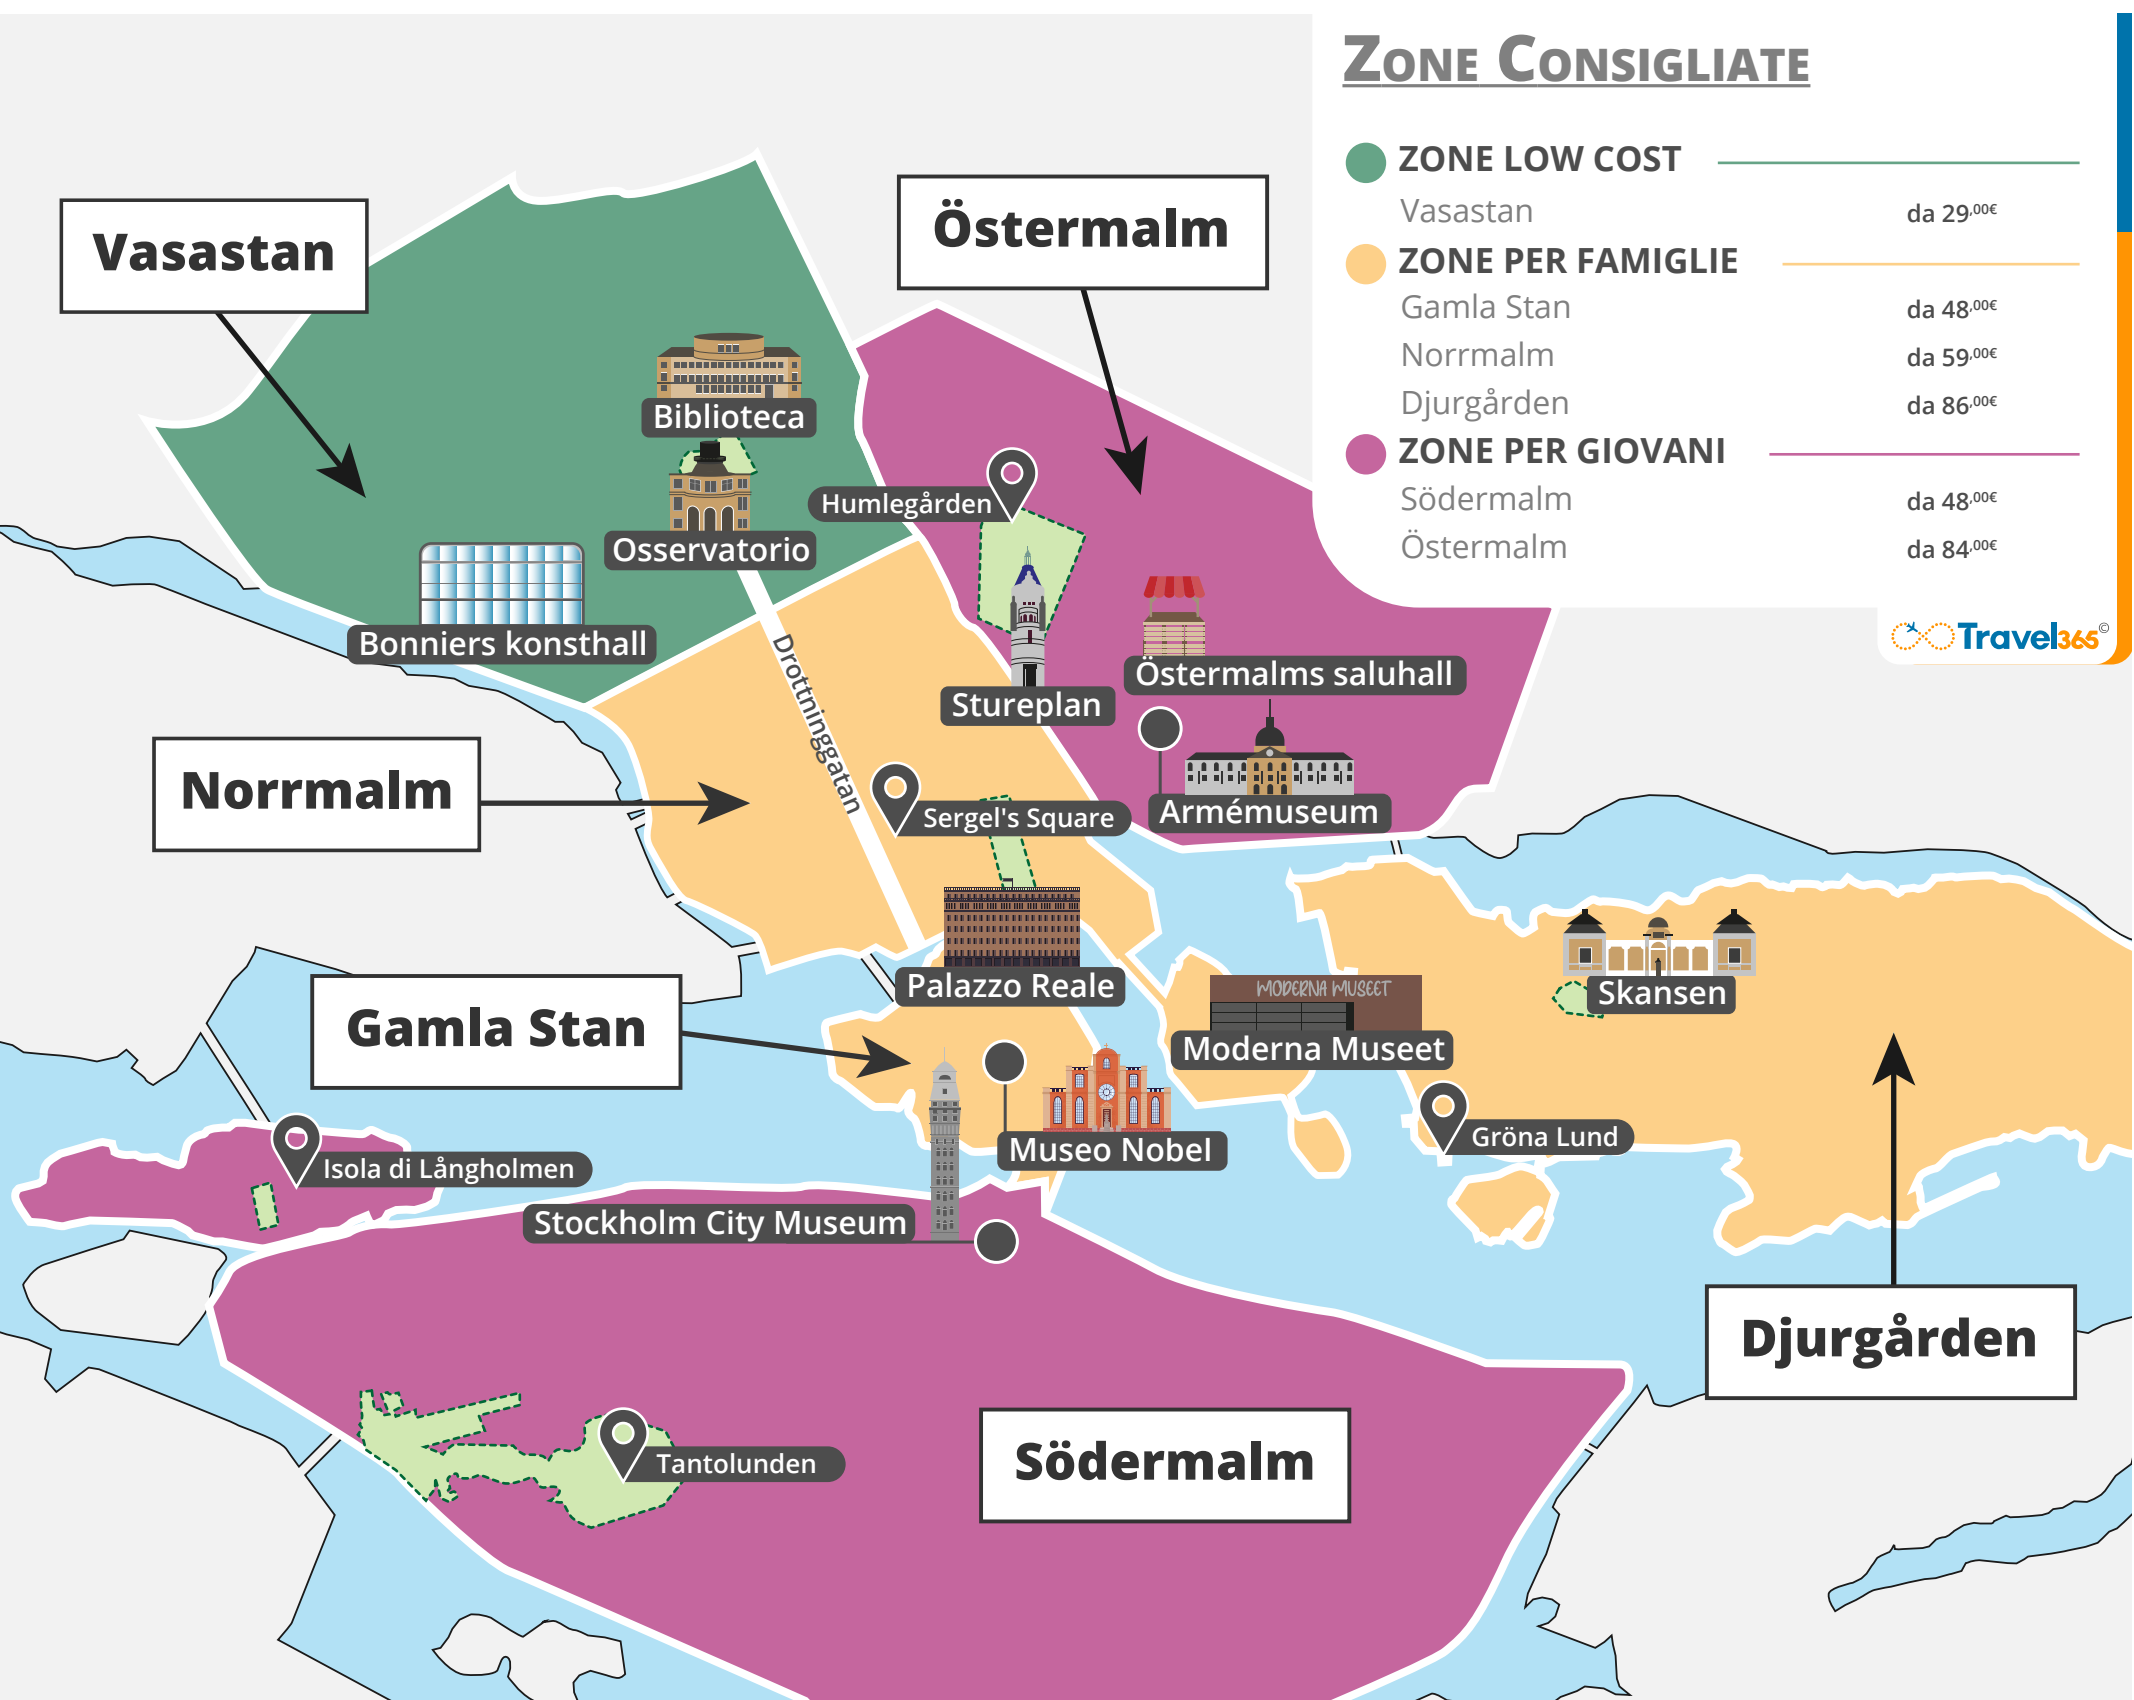 ZONE CONSIGLIATE
ZONE LOW COST
Vasastan da 29,00€
ZONE PER FAMIGLIE
Gamla Stan da 48,00€
Norrmalm da 59,00€
Djurgården da 86,00€
ZONE PER GIOVANI
Södermalm da 48,00€
Östermalm da 84,00€
Travel365©
Vasastan
Östermalm
Biblioteca
Humlegården
Osservatorio
Bonniers konsthall
Drottninggatan
Östermalms saluhall
Stureplan
Norrmalm
Sergel's Square
Armémuseum
Palazzo Reale
MODERNA MUSEET
Skansen
Gamla Stan
Moderna Museet
Gröna Lund
Museo Nobel
Isola di Långholmen
Stockholm City Museum
Djurgården
Södermalm
Tantolunden